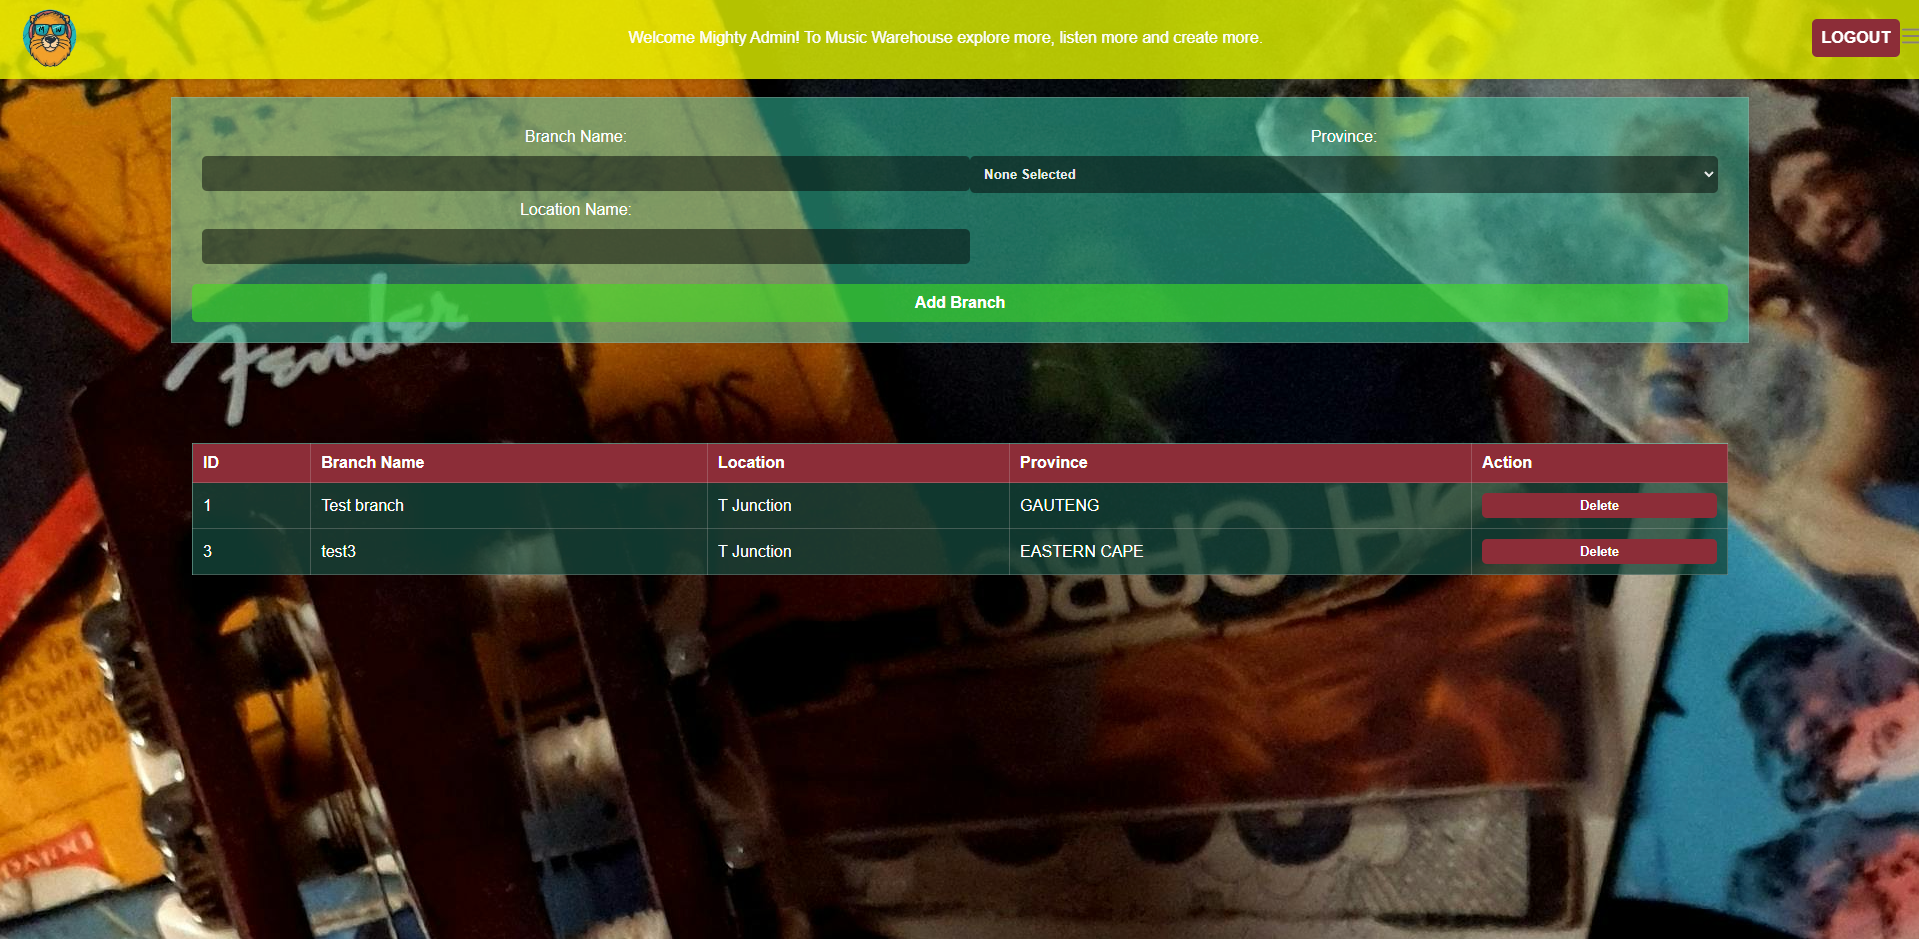 Welcome Mighty Admin! To Music Warehouse explore more, listen more and create more.
LOGOUT
Branch Name:
Province:
None Selected
Location Name:
Add Branch
Fender
ID Branch Name Location Province Action
1 Test branch T Junction GAUTENG Delete
3 test3 T Junction EASTERN CAPE Delete